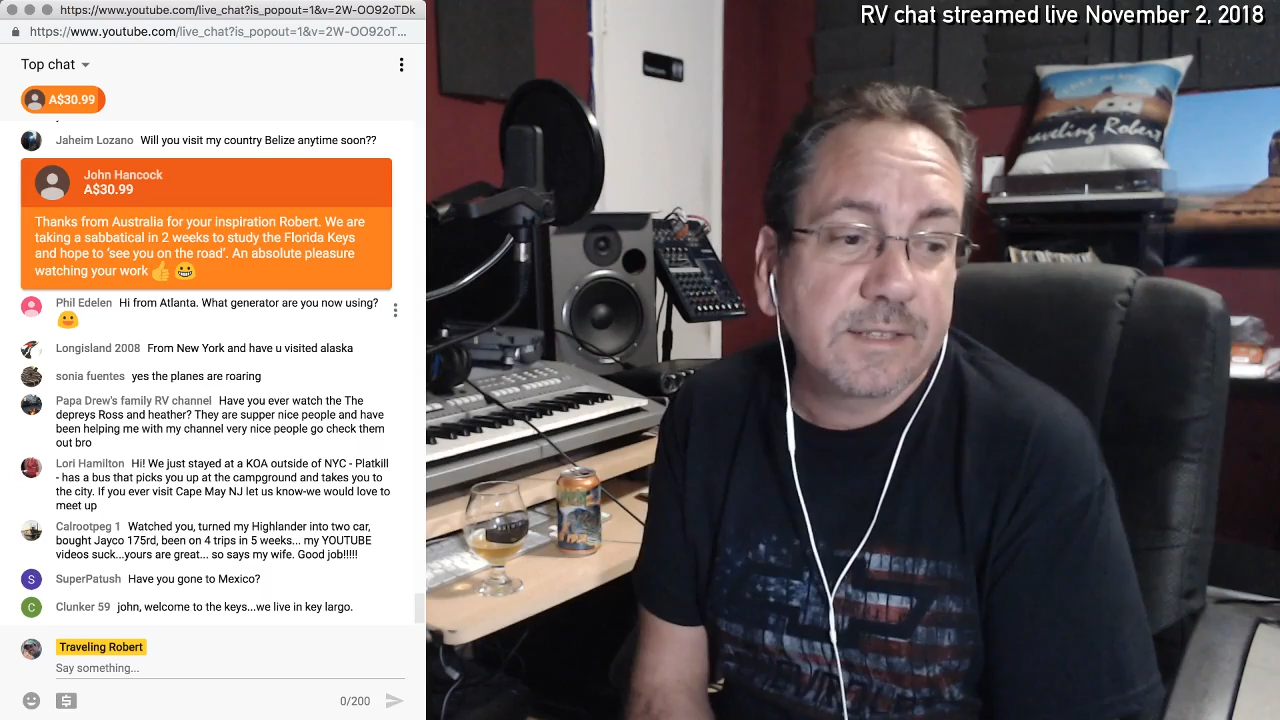 https://www.youtube.com/live_chat?is_popout=1&v=2W-OO92oTDk
RV chat streamed live November 2, 2018
https://www.youtube.com/live_chat?is_popout=1&v=2W-OO92oT...
Top chat
A$30.99
Jaheim Lozano Will you visit my country Belize anytime soon??
John Hancock
A$30.99
Thanks from Australia for your inspiration Robert. We are
taking a sabbatical in 2 weeks to study the Florida Keys
and hope to 'see you on the road'. An absolute pleasure
watching your work 👍😀
Phil Edelen Hi from Atlanta. What generator are you now using?
😃
Longisland 2008 From New York and have u visited alaska
sonia fuentes yes the planes are roaring
Papa Drew's family RV channel Have you ever watch the The
depreys Ross and heather? They are supper nice people and have
been helping me with my channel very nice people go check them
out bro
Lori Hamilton Hi! We just stayed at a KOA outside of NYC - Platkill
- has a bus that picks you up at the campground and takes you to
the city. If you ever visit Cape May NJ let us know-we would love to
meet up
Calrootpeg 1 Watched you, turned my Highlander into two car,
bought Jayco 175rd, been on 4 trips in 5 weeks... my YOUTUBE
videos suck...yours are great... so says my wife. Good job!!!!!
S
SuperPatush Have you gone to Mexico?
C
Clunker 59 john, welcome to the keys...we live in key largo.
Traveling Robert
Say something...
0/200
raveling Robert